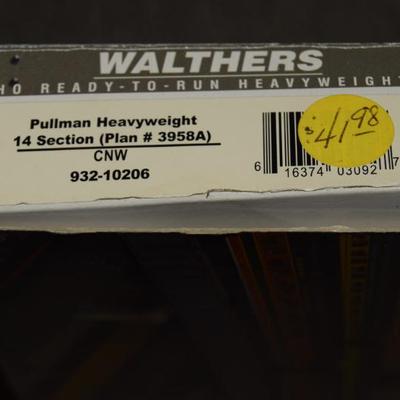 WALTHERS
HO READY-TO-RUN HEAVYWEIGHT
Pullman Heavyweight
14 Section (Plan # 3958A)
CNW
932-10206
$41.98
6 16374 03092 7